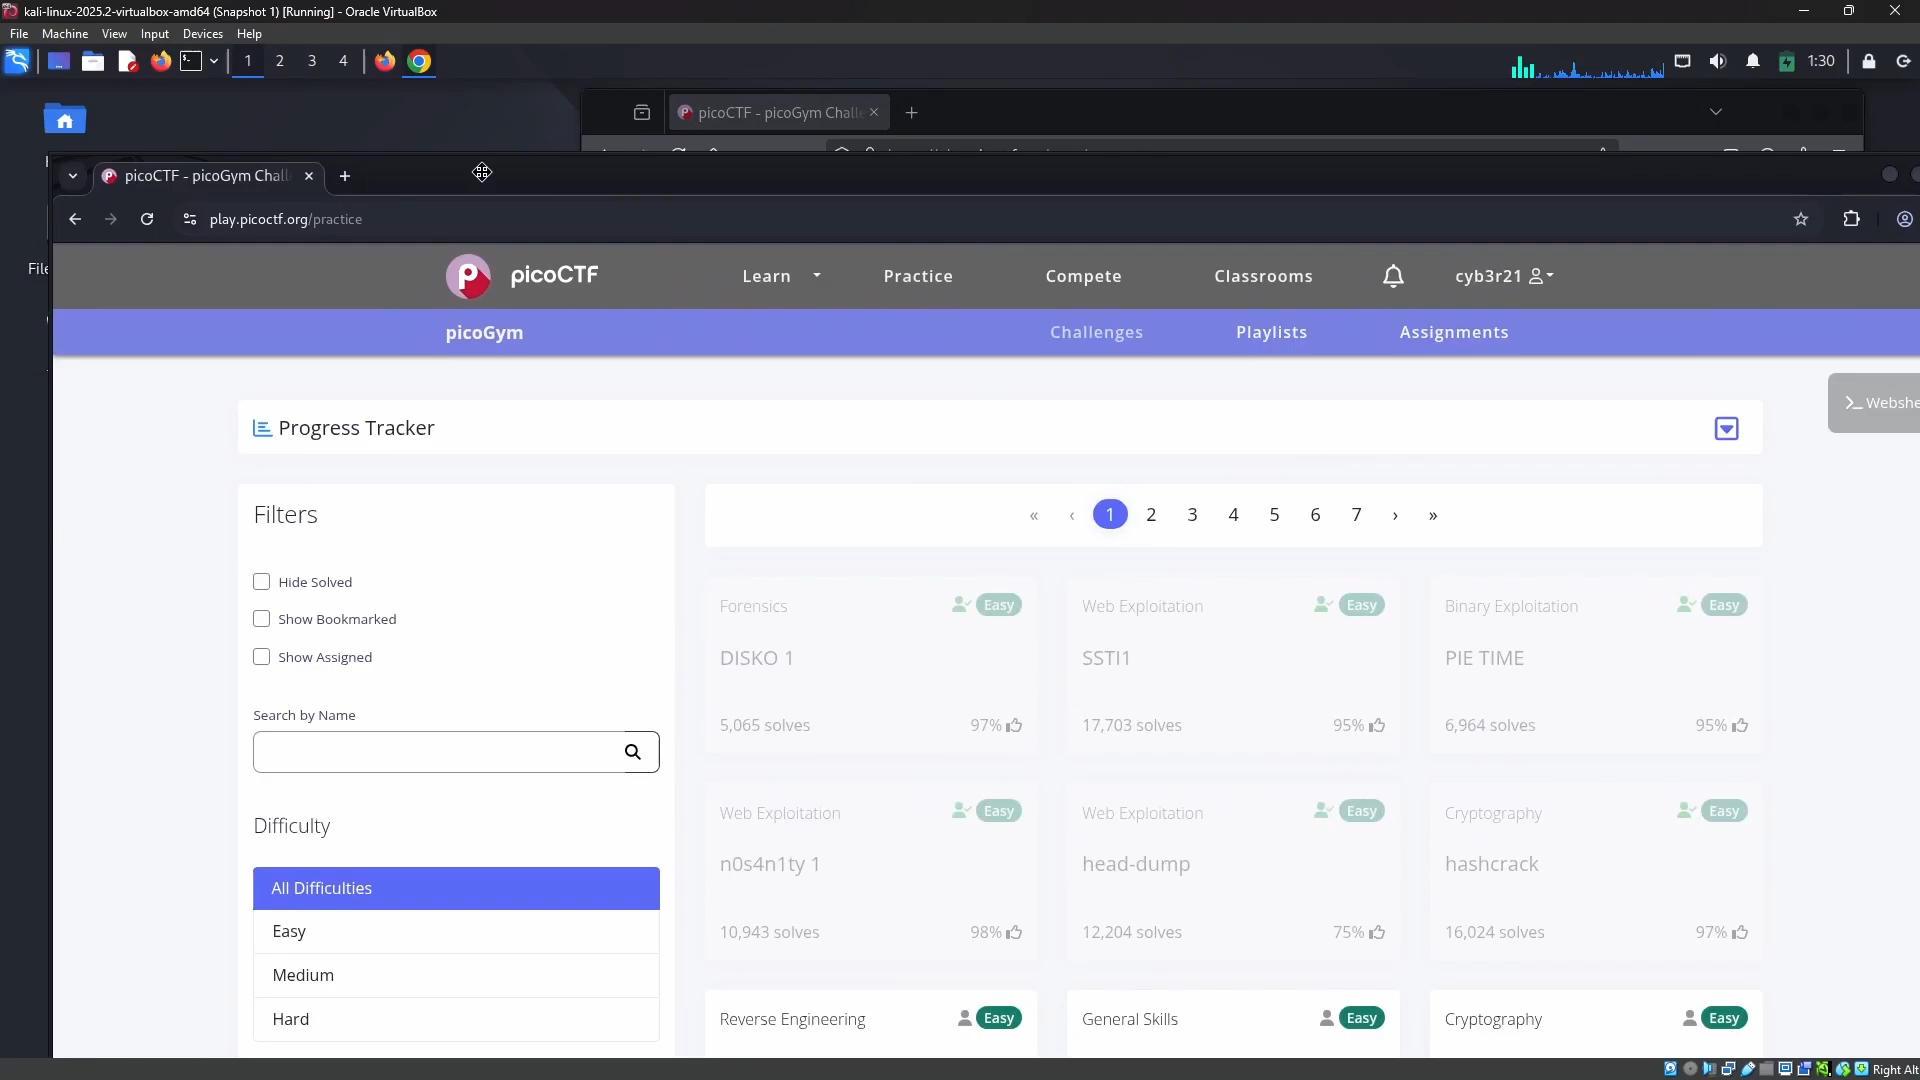 kali-linux-2025.2-virtualbox-amd64 (Snapshot 1) [Running] - Oracle VirtualBox
File Machine View Input Devices Help
1 2 3 4
1:30
picoCTF - picoGym Challe
picoCTF - picoGym Chall
play.picoctf.org/practice
picoCTF
Learn
Practice
Compete
Classrooms
cyb3r21
picoGym
Challenges
Playlists
Assignments
File
Webshe
Progress Tracker
Filters
Hide Solved
Show Bookmarked
Show Assigned
Search by Name
Difficulty
All Difficulties
Easy
Medium
Hard
« ‹ 1 2 3 4 5 6 7 › »
Forensics Easy
DISKO 1
5,065 solves 97%
Web Exploitation Easy
SSTI1
17,703 solves 95%
Binary Exploitation Easy
PIE TIME
6,964 solves 95%
Web Exploitation Easy
n0s4n1ty 1
10,943 solves 98%
Web Exploitation Easy
head-dump
12,204 solves 75%
Cryptography Easy
hashcrack
16,024 solves 97%
Reverse Engineering Easy
General Skills Easy
Cryptography Easy
Right Alt